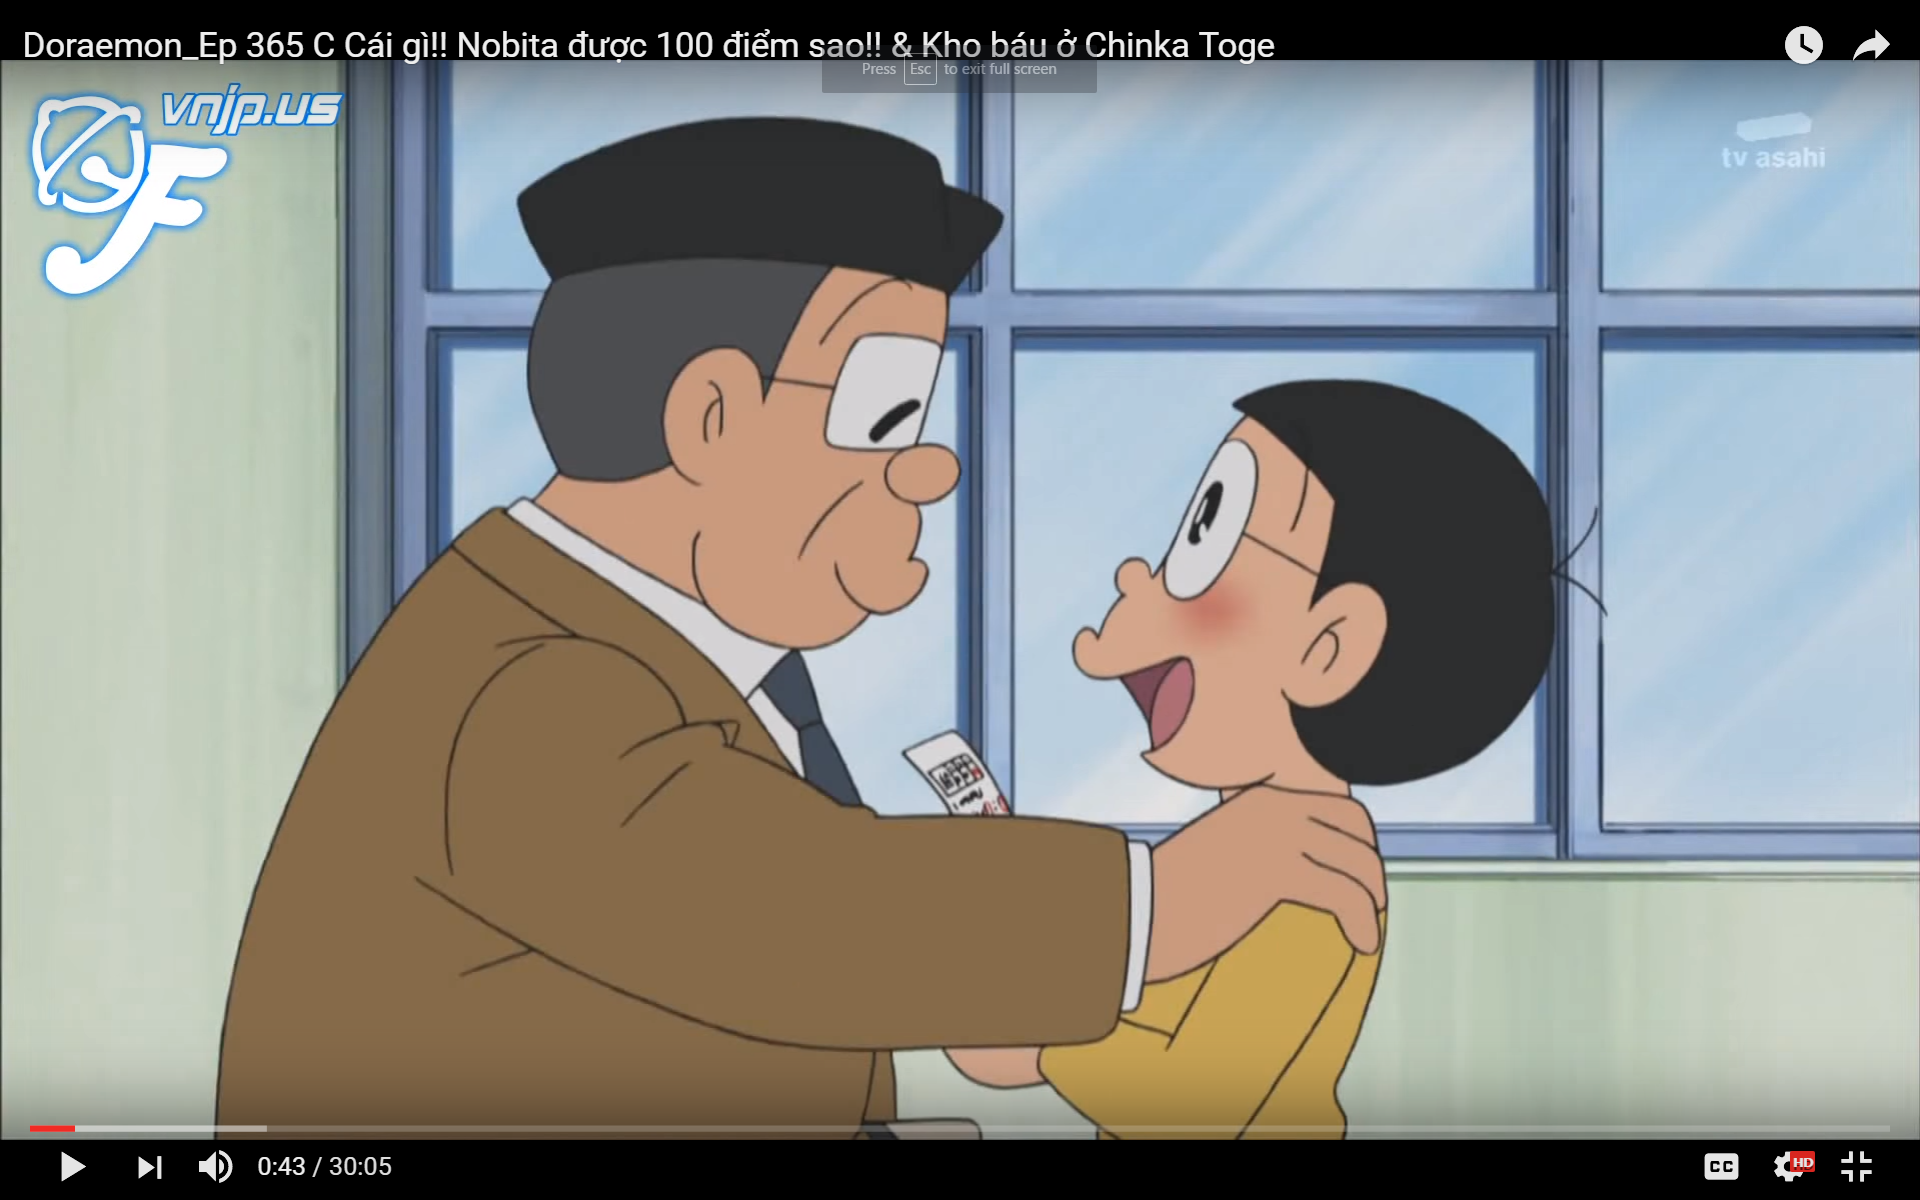 Doraemon_Ep 365 C Cái gì!! Nobita được 100 điểm sao!! & Kho báu ở Chinka Toge
Press Esc to exit full screen
vnjp.us
F
tv asahi
0:43 / 30:05
CC
HD